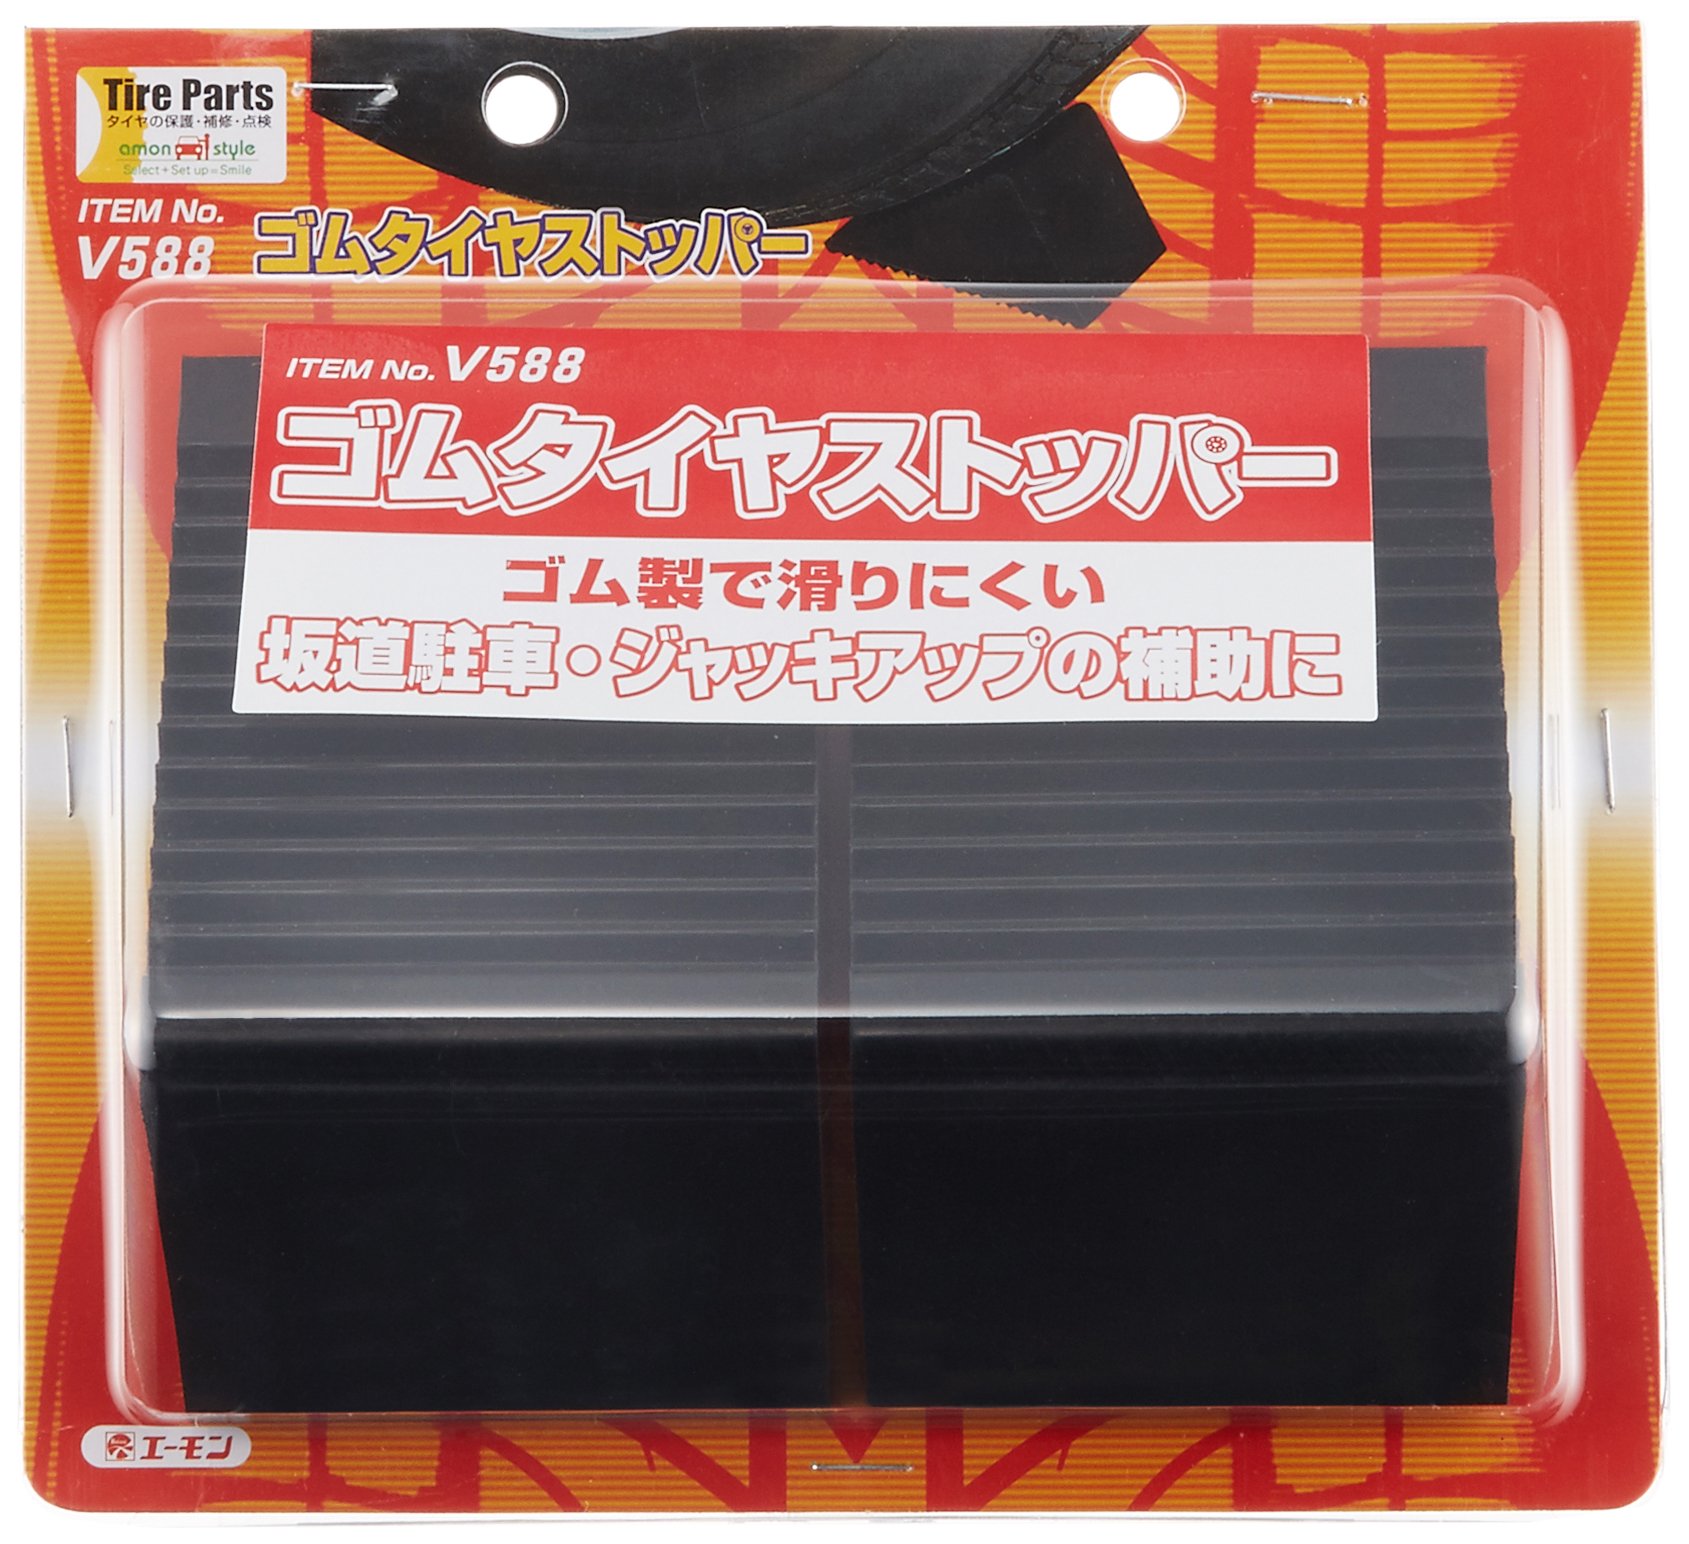 Tire Parts
タイヤの保護・補修・点検
amon style
Select + Set up = Smile
ITEM No.
V588
ゴムタイヤストッパー
ITEM No. V588
ゴムタイヤストッパー
ゴム製で滑りにくい
坂道駐車・ジャッキアップの補助に
エーモン